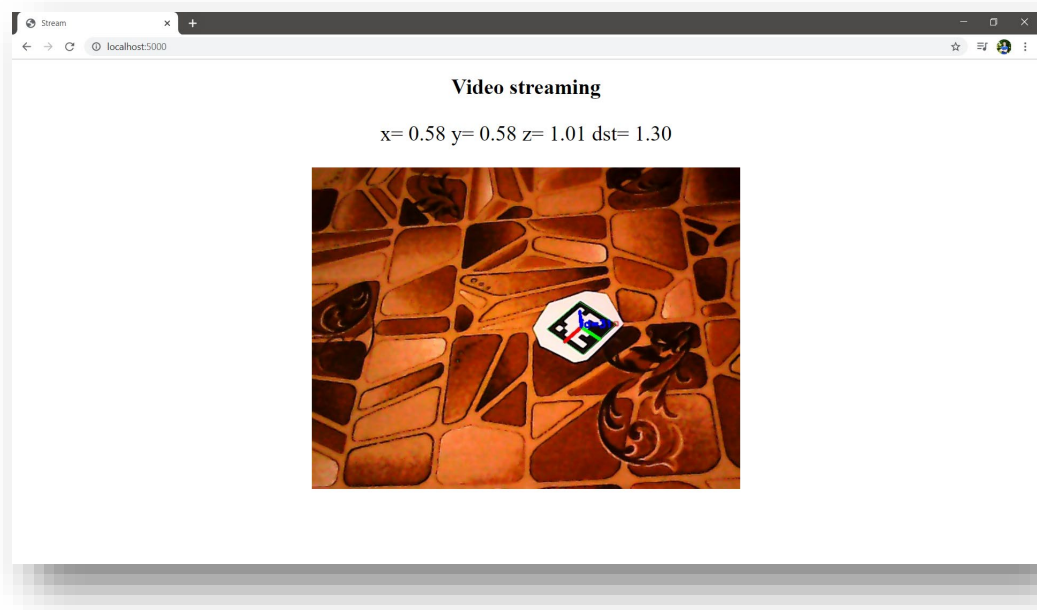 Stream
localhost:5000
Video streaming
x= 0.58 y= 0.58 z= 1.01 dst= 1.30